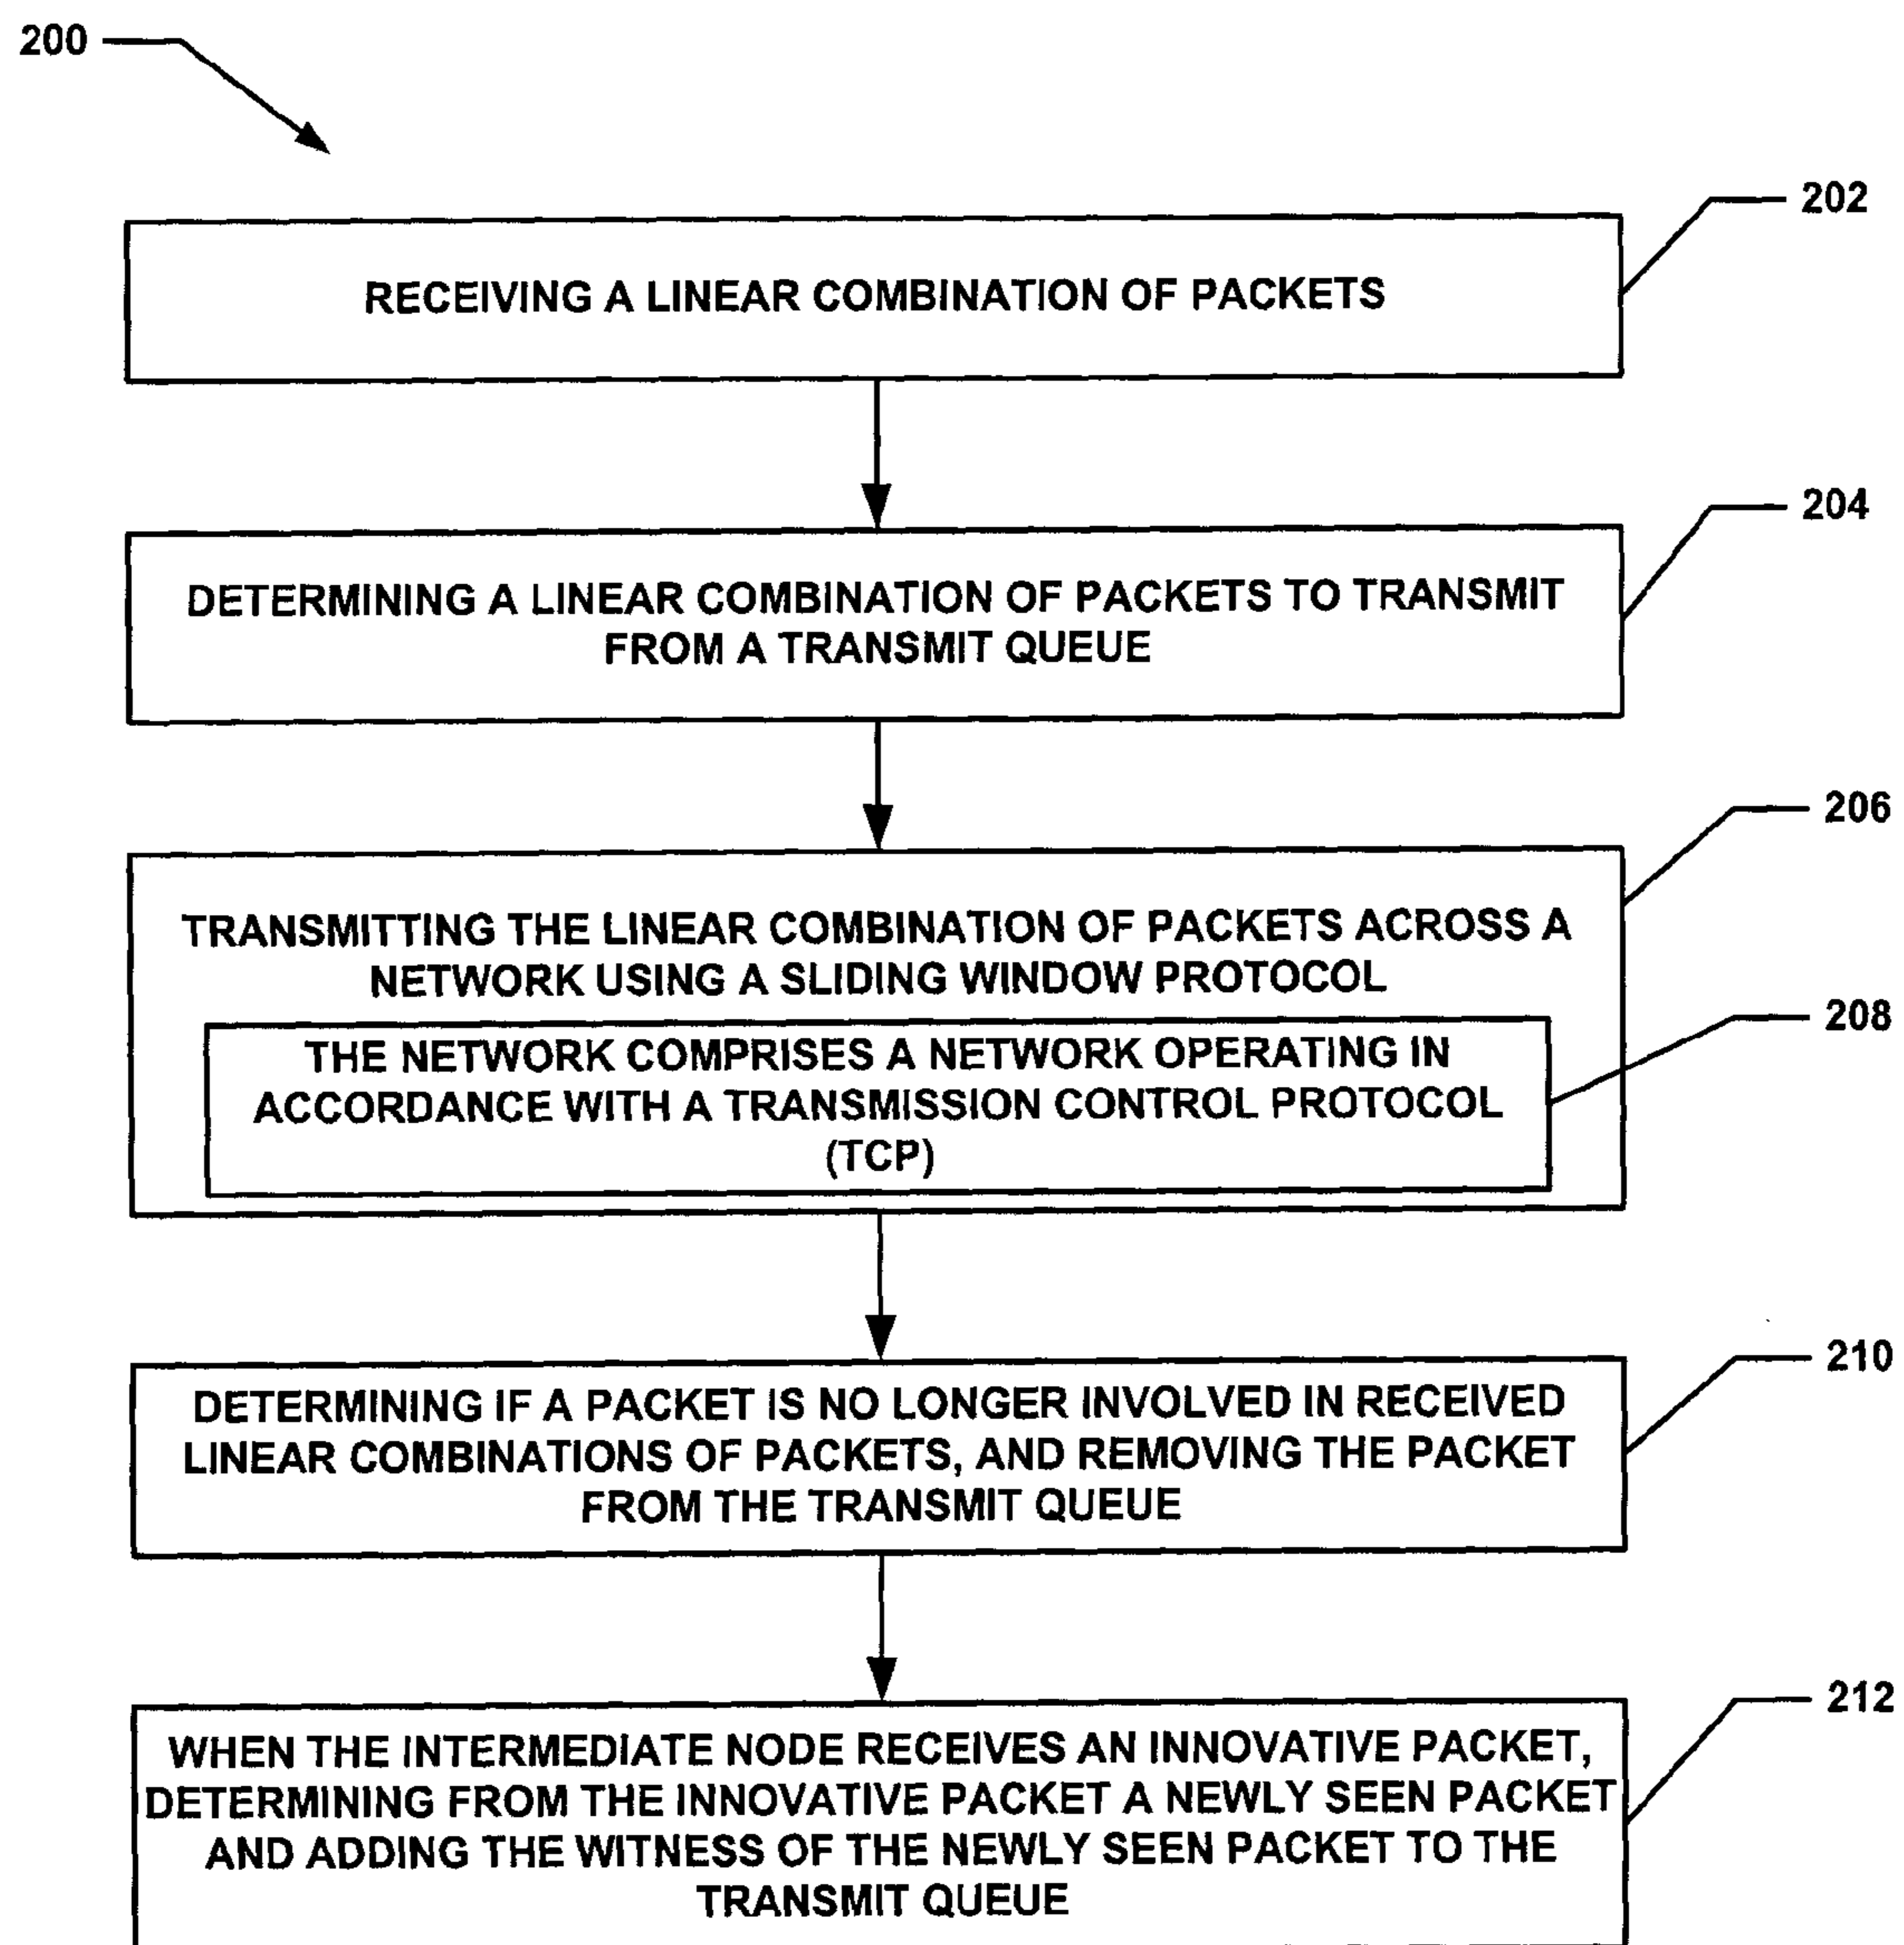 200
202
RECEIVING A LINEAR COMBINATION OF PACKETS
204
DETERMINING A LINEAR COMBINATION OF PACKETS TO TRANSMIT
FROM A TRANSMIT QUEUE
206
TRANSMITTING THE LINEAR COMBINATION OF PACKETS ACROSS A
NETWORK USING A SLIDING WINDOW PROTOCOL
208
THE NETWORK COMPRISES A NETWORK OPERATING IN
ACCORDANCE WITH A TRANSMISSION CONTROL PROTOCOL
(TCP)
210
DETERMINING IF A PACKET IS NO LONGER INVOLVED IN RECEIVED
LINEAR COMBINATIONS OF PACKETS, AND REMOVING THE PACKET
FROM THE TRANSMIT QUEUE
212
WHEN THE INTERMEDIATE NODE RECEIVES AN INNOVATIVE PACKET,
DETERMINING FROM THE INNOVATIVE PACKET A NEWLY SEEN PACKET
AND ADDING THE WITNESS OF THE NEWLY SEEN PACKET TO THE
TRANSMIT QUEUE